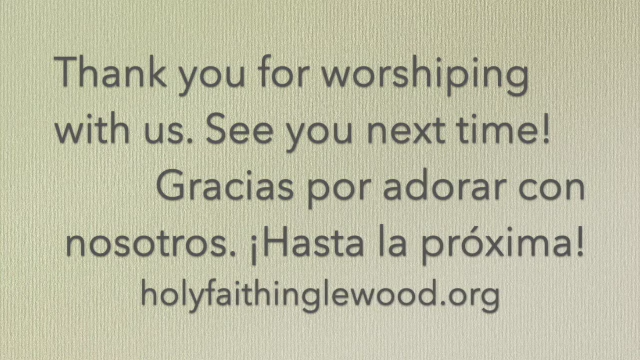 Thank you for worshiping
with us. See you next time!
Gracias por adorar con
nosotros. ¡Hasta la próxima!
holyfaithinglewood.org